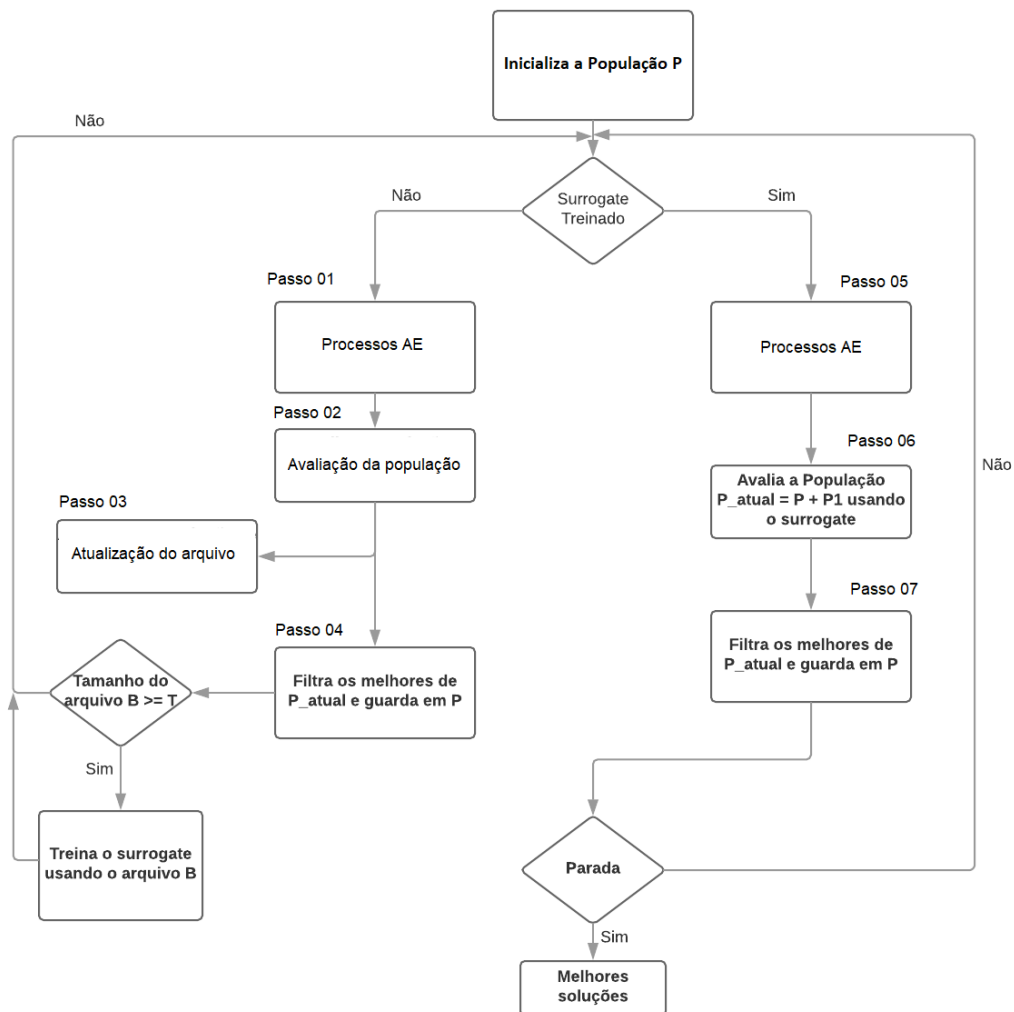 Inicializa a População P
Não
Não
Surrogate
Treinado
Sim
Passo 01
Passo 05
Processos AE
Processos AE
Passo 02
Avaliação da população
Passo 06
Avalia a População
P_atual = P + P1 usando
o surrogate
Não
Passo 03
Atualização do arquivo
Passo 07
Passo 04
Filtra os melhores de
P_atual e guarda em P
Filtra os melhores de
P_atual e guarda em P
Tamanho do
arquivo B >= T
Sim
Treina o surrogate
usando o arquivo B
Parada
Sim
Melhores
soluções